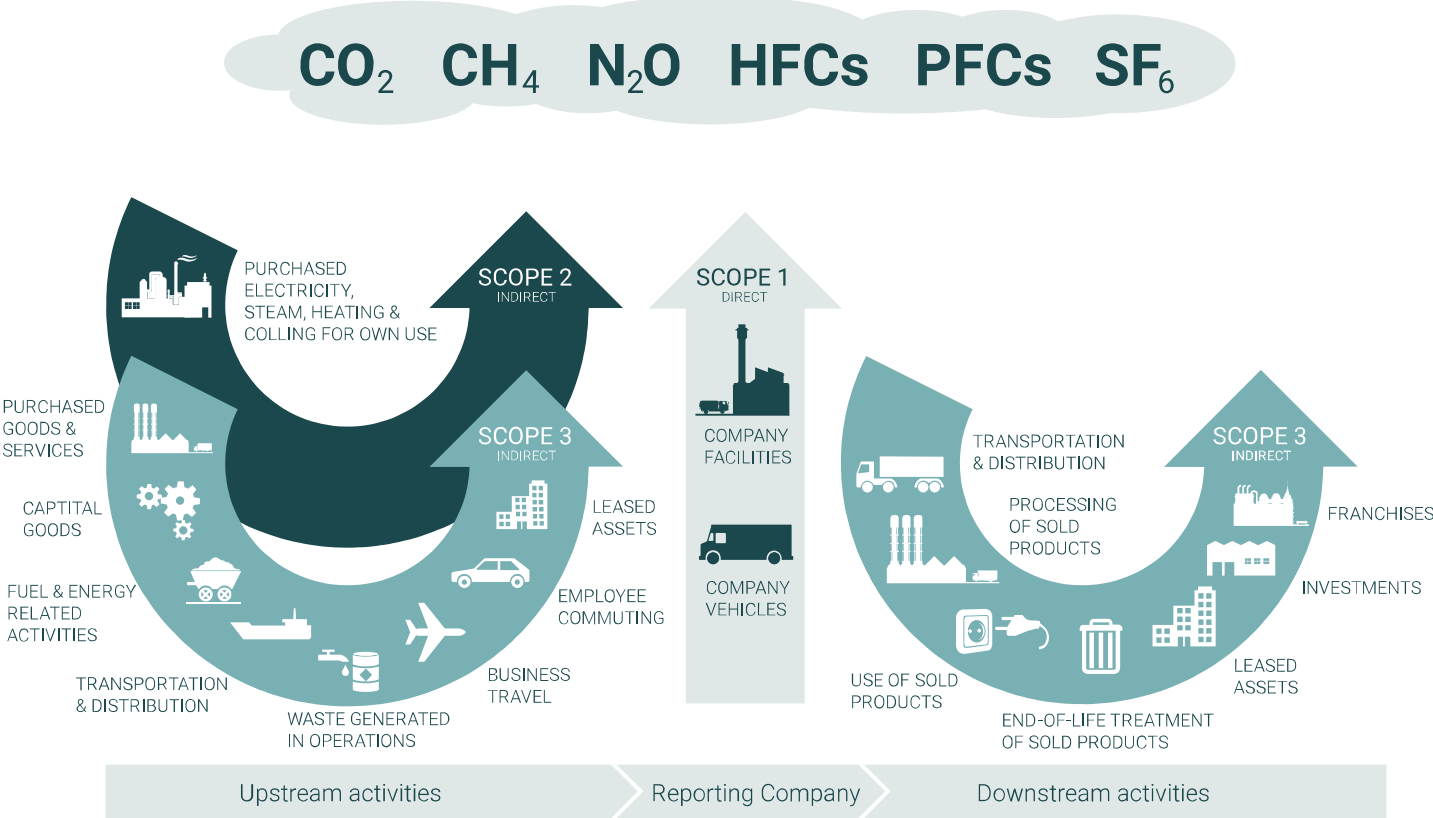 CO₂ CH₄ N₂O HFCs PFCs SF₆
PURCHASED
ELECTRICITY,
STEAM, HEATING &
COLLING FOR OWN USE
SCOPE 2
INDIRECT
PURCHASED
GOODS &
SERVICES
CAPTITAL
GOODS
FUEL & ENERGY
RELATED
ACTIVITIES
TRANSPORTATION
& DISTRIBUTION
WASTE GENERATED
IN OPERATIONS
BUSINESS
TRAVEL
EMPLOYEE
COMMUTING
LEASED
ASSETS
SCOPE 3
INDIRECT
SCOPE 1
DIRECT
COMPANY
FACILITIES
COMPANY
VEHICLES
TRANSPORTATION
& DISTRIBUTION
PROCESSING
OF SOLD
PRODUCTS
USE OF SOLD
PRODUCTS
END-OF-LIFE TREATMENT
OF SOLD PRODUCTS
LEASED
ASSETS
INVESTMENTS
FRANCHISES
SCOPE 3
INDIRECT
Upstream activities
Reporting Company
Downstream activities